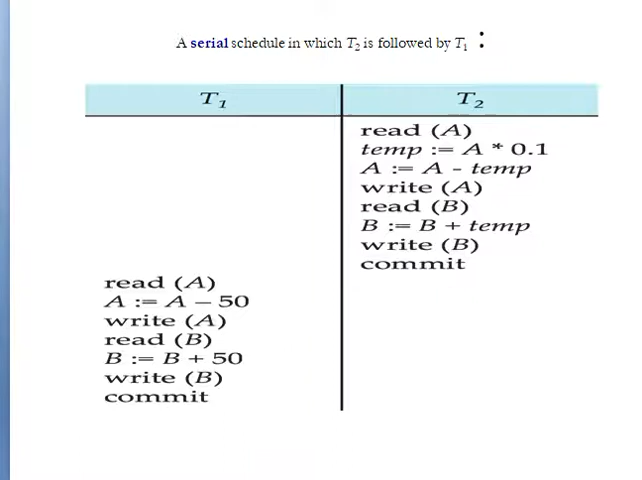 A serial schedule in which T2 is followed by T1 :
T1 T2
read (A)
temp := A * 0.1
A := A - temp
write (A)
read (B)
B := B + temp
write (B)
commit
read (A)
A := A – 50
write (A)
read (B)
B := B + 50
write (B)
commit